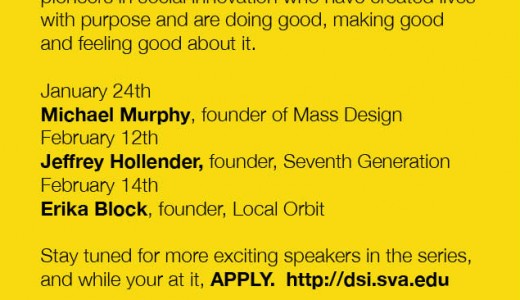 pioneers in social innovation who have created lives
with purpose and are doing good, making good
and feeling good about it.
January 24th
Michael Murphy, founder of Mass Design
February 12th
Jeffrey Hollender, founder, Seventh Generation
February 14th
Erika Block, founder, Local Orbit
Stay tuned for more exciting speakers in the series,
and while your at it, APPLY. http://dsi.sva.edu